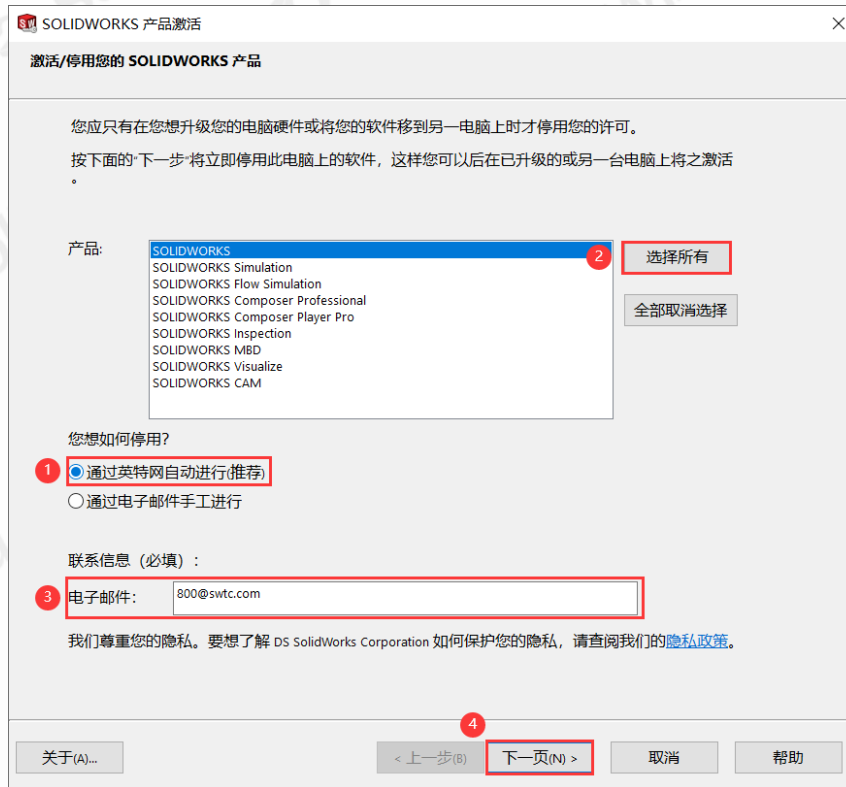 SOLIDWORKS 产品激活
激活/停用您的 SOLIDWORKS 产品
您应只有在您想升级您的电脑硬件或将您的软件移到另一电脑上时才停用您的许可。
按下面的“下一步”将立即停用此电脑上的软件，这样您可以后在已升级的或另一台电脑上将之激活
。
产品:
SOLIDWORKS
SOLIDWORKS Simulation
SOLIDWORKS Flow Simulation
SOLIDWORKS Composer Professional
SOLIDWORKS Composer Player Pro
SOLIDWORKS Inspection
SOLIDWORKS MBD
SOLIDWORKS Visualize
SOLIDWORKS CAM
2 选择所有
全部取消选择
您想如何停用?
1 通过英特网自动进行(推荐)
通过电子邮件手工进行
联系信息（必填）:
3 电子邮件: 800@swtc.com
我们尊重您的隐私。要想了解 DS SolidWorks Corporation 如何保护您的隐私，请查阅我们的隐私政策。
4
关于(A)... < 上一步(B) 下一页(N) > 取消 帮助